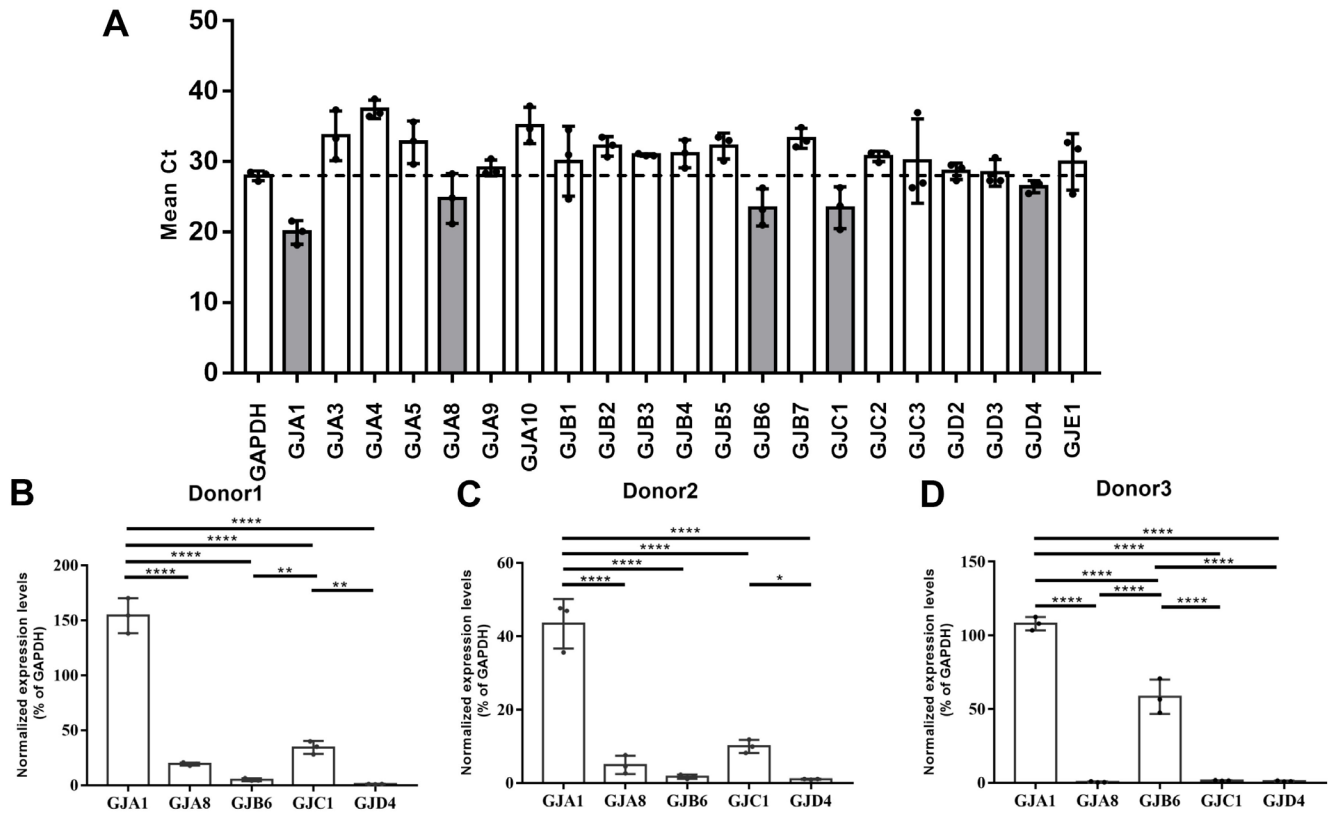 A
50
40
30
20
10
0
Mean Ct
GAPDH
GJA1
GJA3
GJA4
GJA5
GJA8
GJA9
GJA10
GJB1
GJB2
GJB3
GJB4
GJB5
GJB6
GJB7
GJC1
GJC2
GJC3
GJD2
GJD3
GJD4
GJE1
B
Donor1
****
****
****
**
****
**
200
150
100
50
0
Normalized expression levels
(% of GAPDH)
GJA1
GJA8
GJB6
GJC1
GJD4
C
Donor2
****
****
****
****
*
60
40
20
0
Normalized expression levels
(% of GAPDH)
GJA1
GJA8
GJB6
GJC1
GJD4
D
Donor3
****
****
****
****
****
****
****
150
100
50
0
Normalized expression levels
(% of GAPDH)
GJA1
GJA8
GJB6
GJC1
GJD4